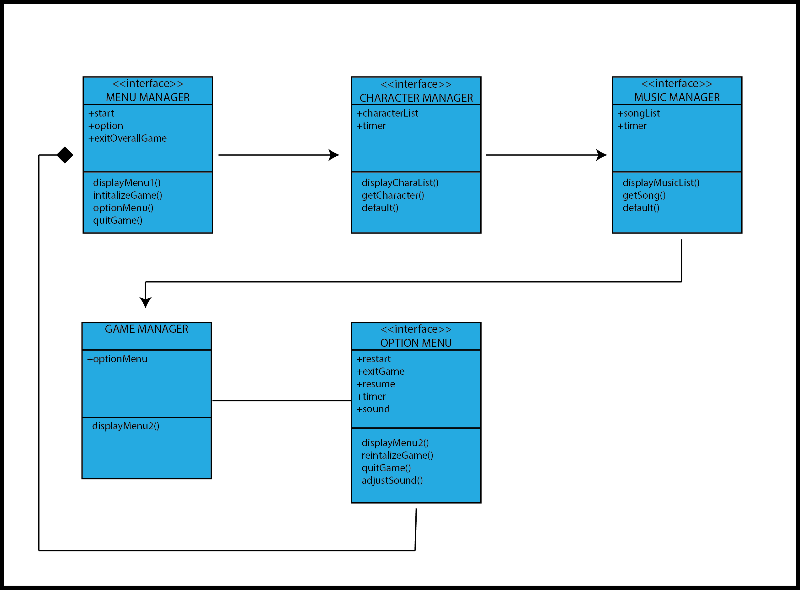 <<interface>>
MENU MANAGER
+start
+option
+exitOverallGame
displayMenu1()
intitalizeGame()
optionMenu()
quitGame()
<<interface>>
CHARACTER MANAGER
+characterList
+timer
displayCharaList()
getCharacter()
default()
<<interface>>
MUSIC MANAGER
+songList
+timer
displayMusicList()
getSong()
default()
GAME MANAGER
–optionMenu
displayMenu2()
<<interface>>
OPTION MENU
+restart
+exitGame
+resume
+timer
+sound
displayMenu2()
reintalizeGame()
quitGame()
adjustSound()